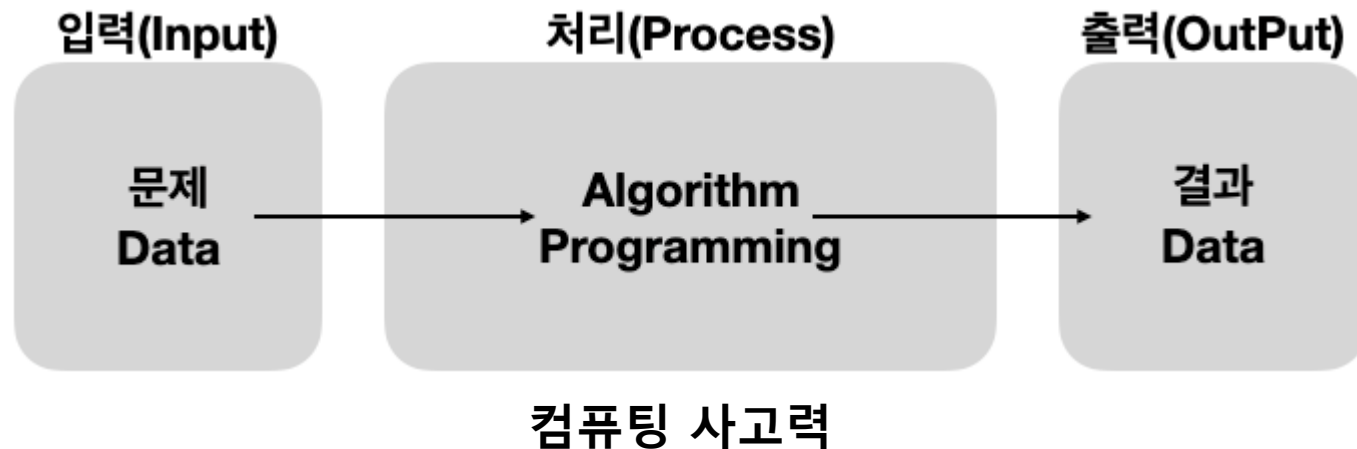 입력(Input)
처리(Process)
출력(OutPut)
문제
Data
Algorithm
Programming
결과
Data
컴퓨팅 사고력